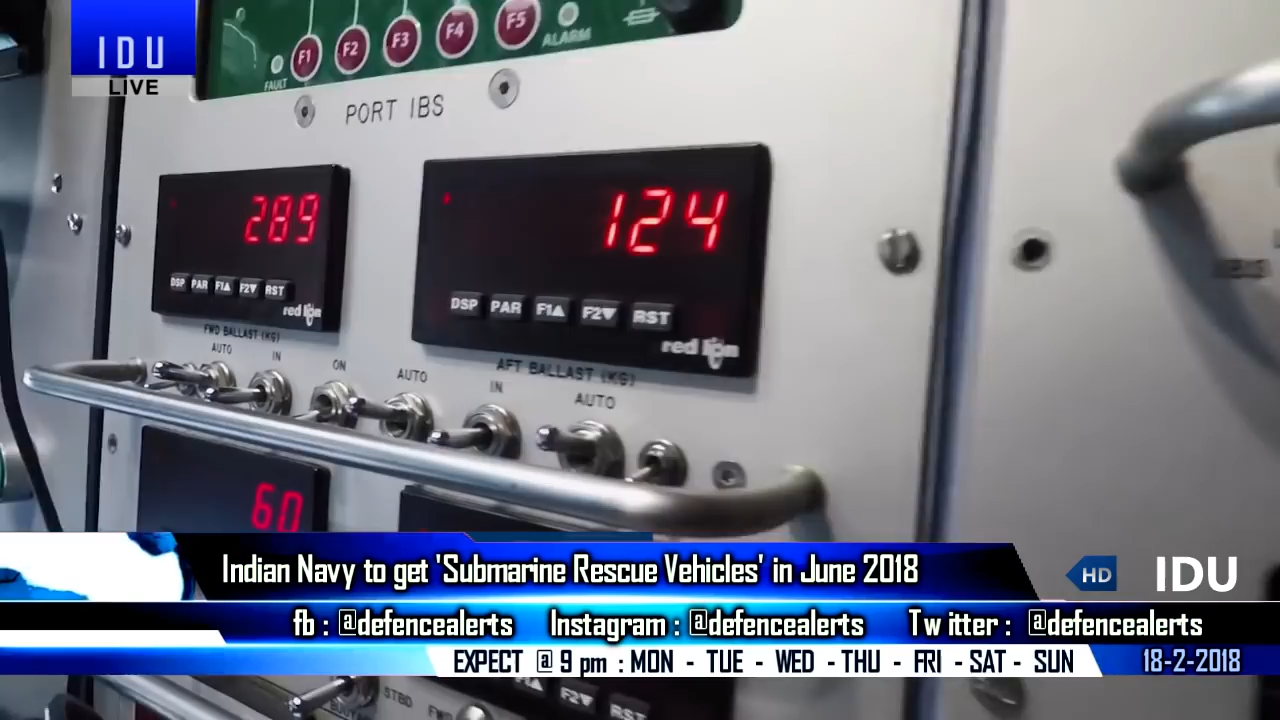 IDU
LIVE
F1 F2 F3 F4 F5
FAULT
ALARM
PORT IBS
289
124
DSP PAR F1▲ F2▼ RST
red lion
DSP PAR F1▲ F2▼ RST
red lion
FWD BALLAST (KG)
AFT BALLAST (KG)
AUTO IN ON AUTO IN AUTO
60
Indian Navy to get 'Submarine Rescue Vehicles' in June 2018
HD IDU
fb : @defencealerts Instagram : @defencealerts Tw itter : @defencealerts
EXPECT @ 9 pm : MON - TUE - WED - THU - FRI - SAT - SUN 18-2-2018
STBD
F1▲ F2▼ RST